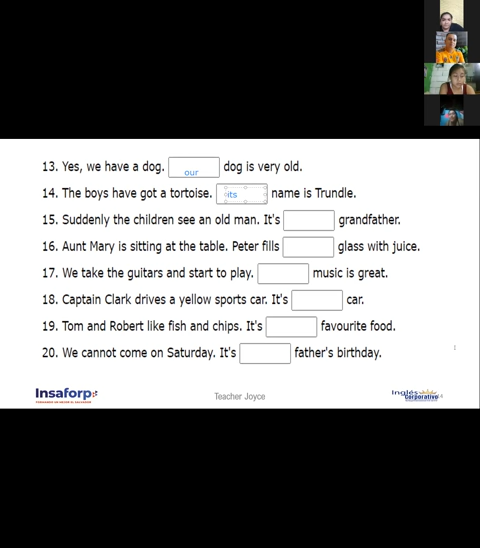 13. Yes, we have a dog. our dog is very old.
14. The boys have got a tortoise. its name is Trundle.
15. Suddenly the children see an old man. It's grandfather.
16. Aunt Mary is sitting at the table. Peter fills glass with juice.
17. We take the guitars and start to play. music is great.
18. Captain Clark drives a yellow sports car. It's car.
19. Tom and Robert like fish and chips. It's favourite food.
20. We cannot come on Saturday. It's father's birthday.
Insaforp
Teacher Joyce
Inglés
Corporativo